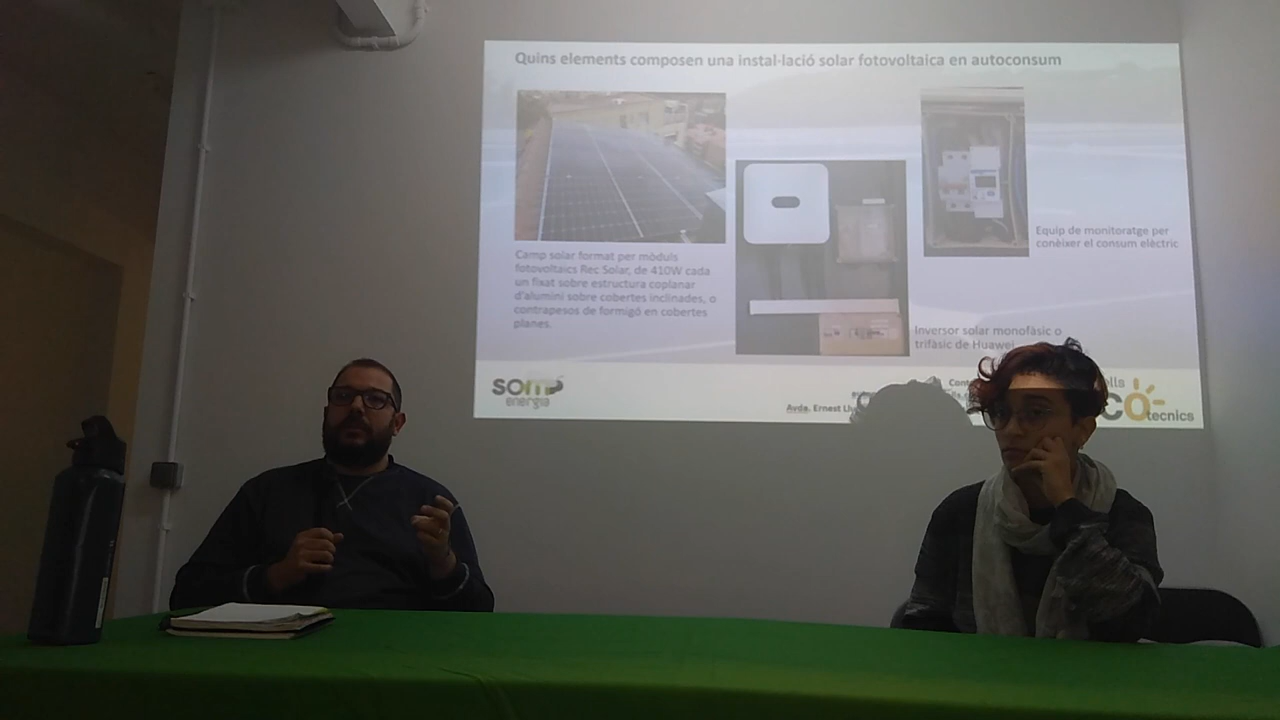 Quins elements composen una instal·lació solar fotovoltaica en autoconsum
Camp solar format per mòduls
fotovoltaics Rec Solar, de 410W cada
un fixat sobre estructura coplanar
d'alumini sobre cobertes inclinades, o
contrapesos de formigó en cobertes
planes.
Equip de monitoratge per
conèixer el consum elèctric
Inversor solar monofàsic o
trifàsic de Huawei
som
energia
Avda. Ernest
tecnics